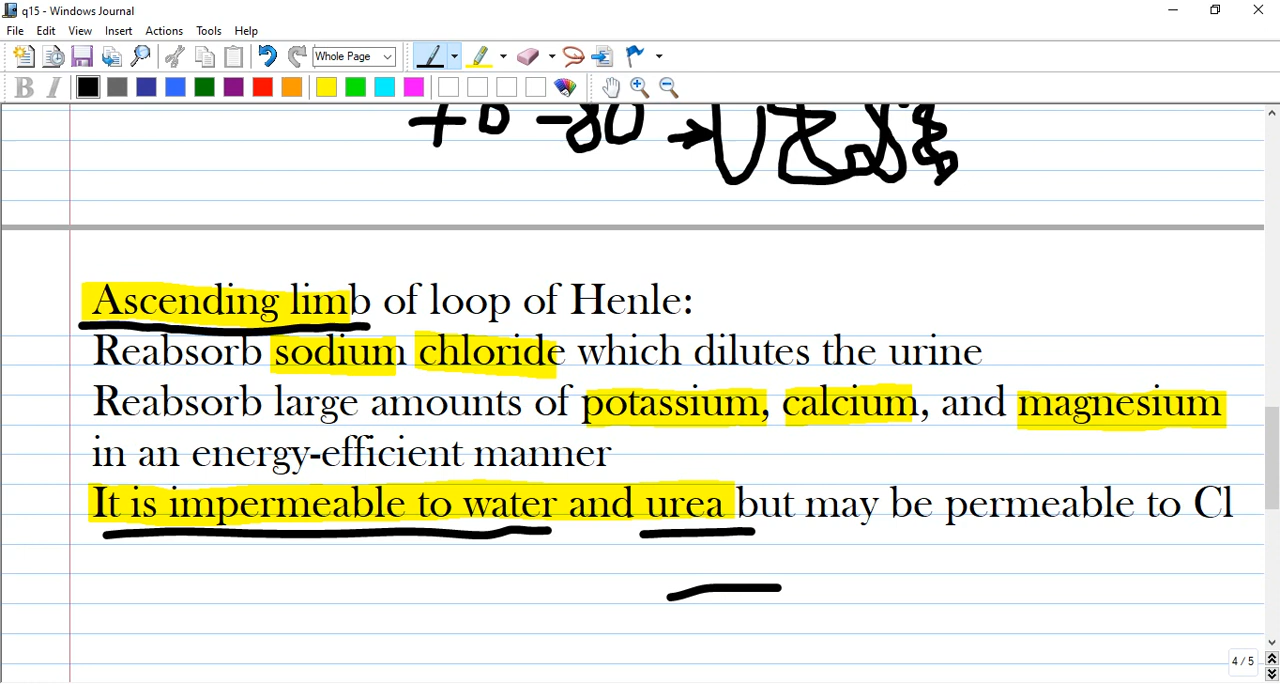 q15 - Windows Journal
File Edit View Insert Actions Tools Help
Whole Page
B I
Ascending limb of loop of Henle:
Reabsorb sodium chloride which dilutes the urine
Reabsorb large amounts of potassium, calcium, and magnesium
in an energy-efficient manner
It is impermeable to water and urea but may be permeable to Cl
4 / 5